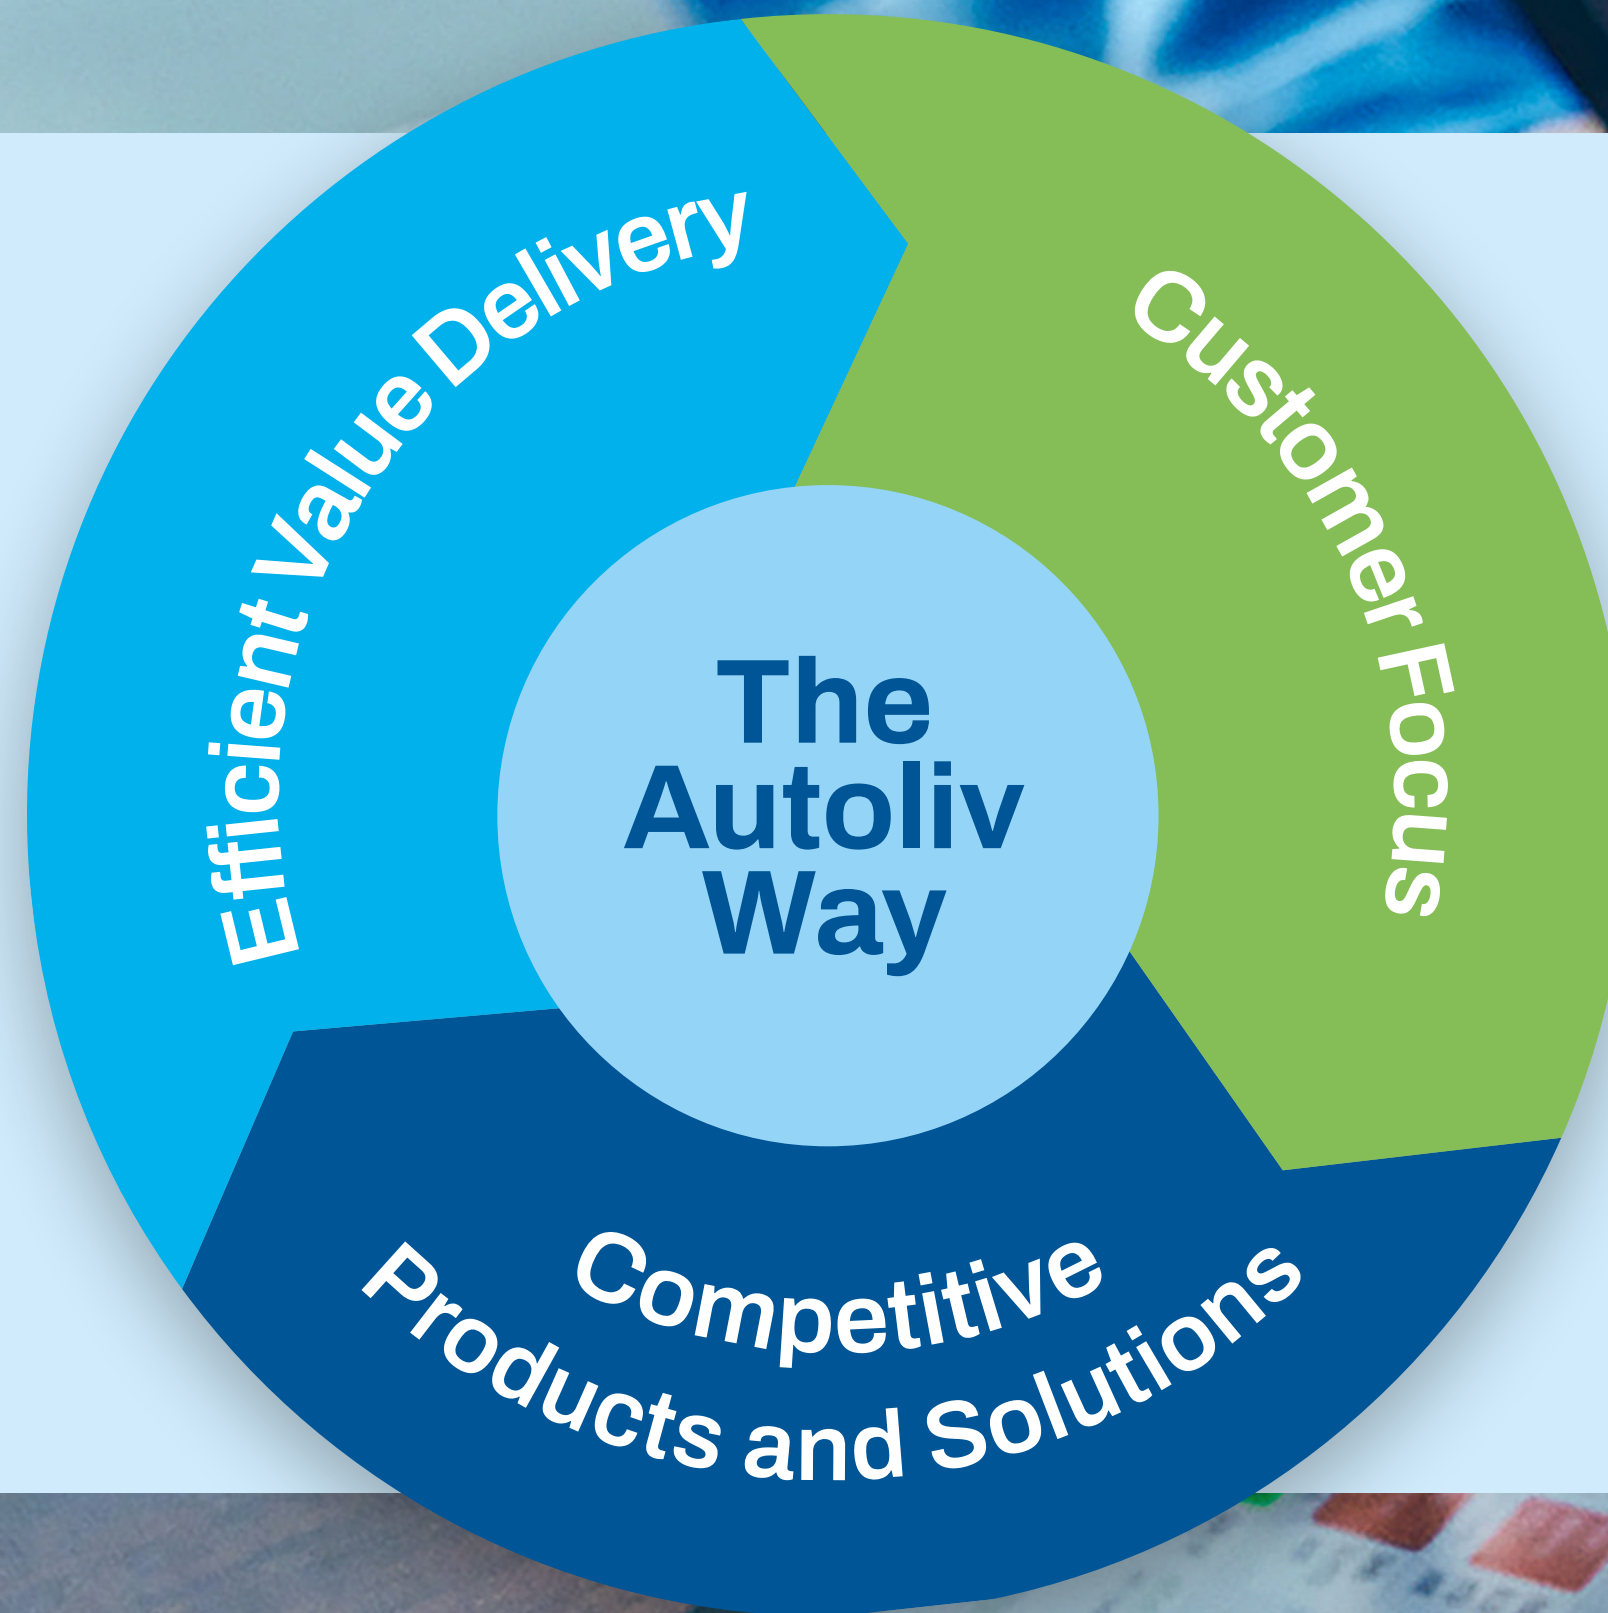 Efficient Value Delivery
Customer Focus
The
Autoliv
Way
Competitive
Products and Solutions